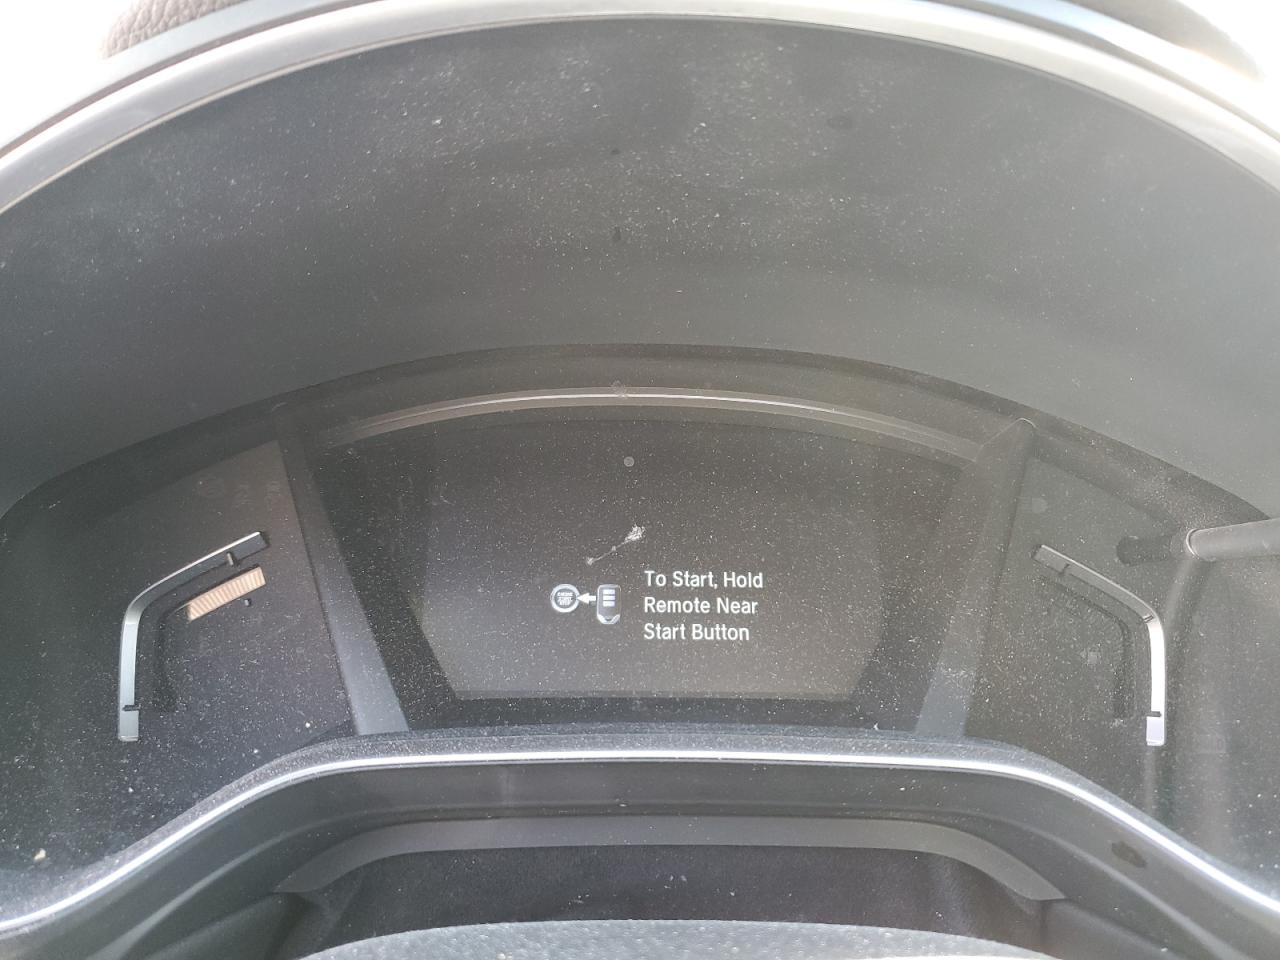 To Start, Hold
Remote Near
Start Button